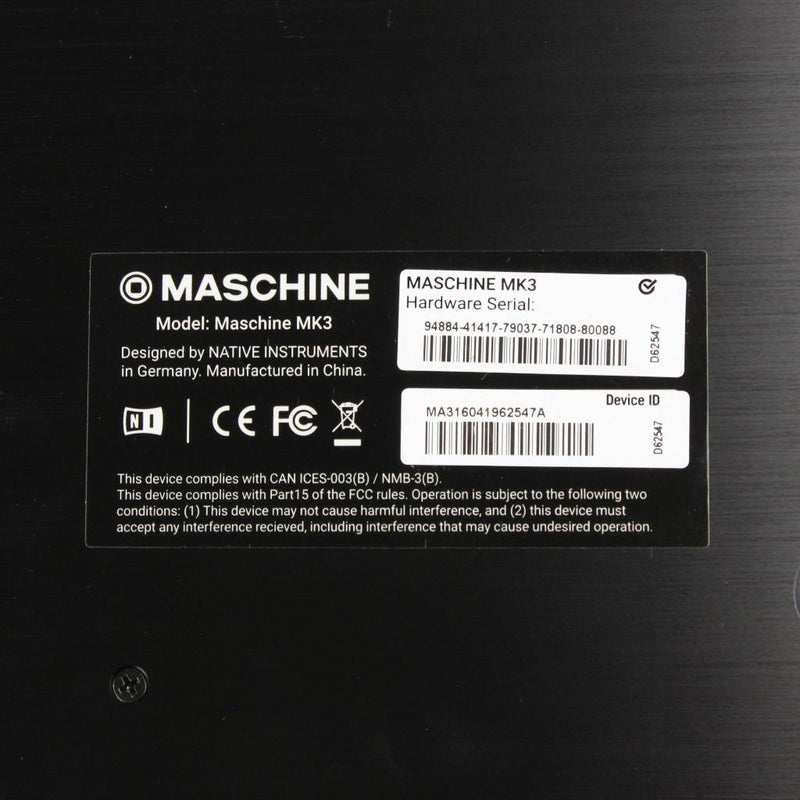 MASCHINE
Model: Maschine MK3
Designed by NATIVE INSTRUMENTS
in Germany. Manufactured in China.
NI
CE FC
MASCHINE MK3
Hardware Serial:
94884-41417-79037-71808-80088
D62547
Device ID
MA316041962547A
D62547
This device complies with CAN ICES-003(B) / NMB-3(B).
This device complies with Part15 of the FCC rules. Operation is subject to the following two
conditions: (1) This device may not cause harmful interference, and (2) this device must
accept any interference recieved, including interference that may cause undesired operation.